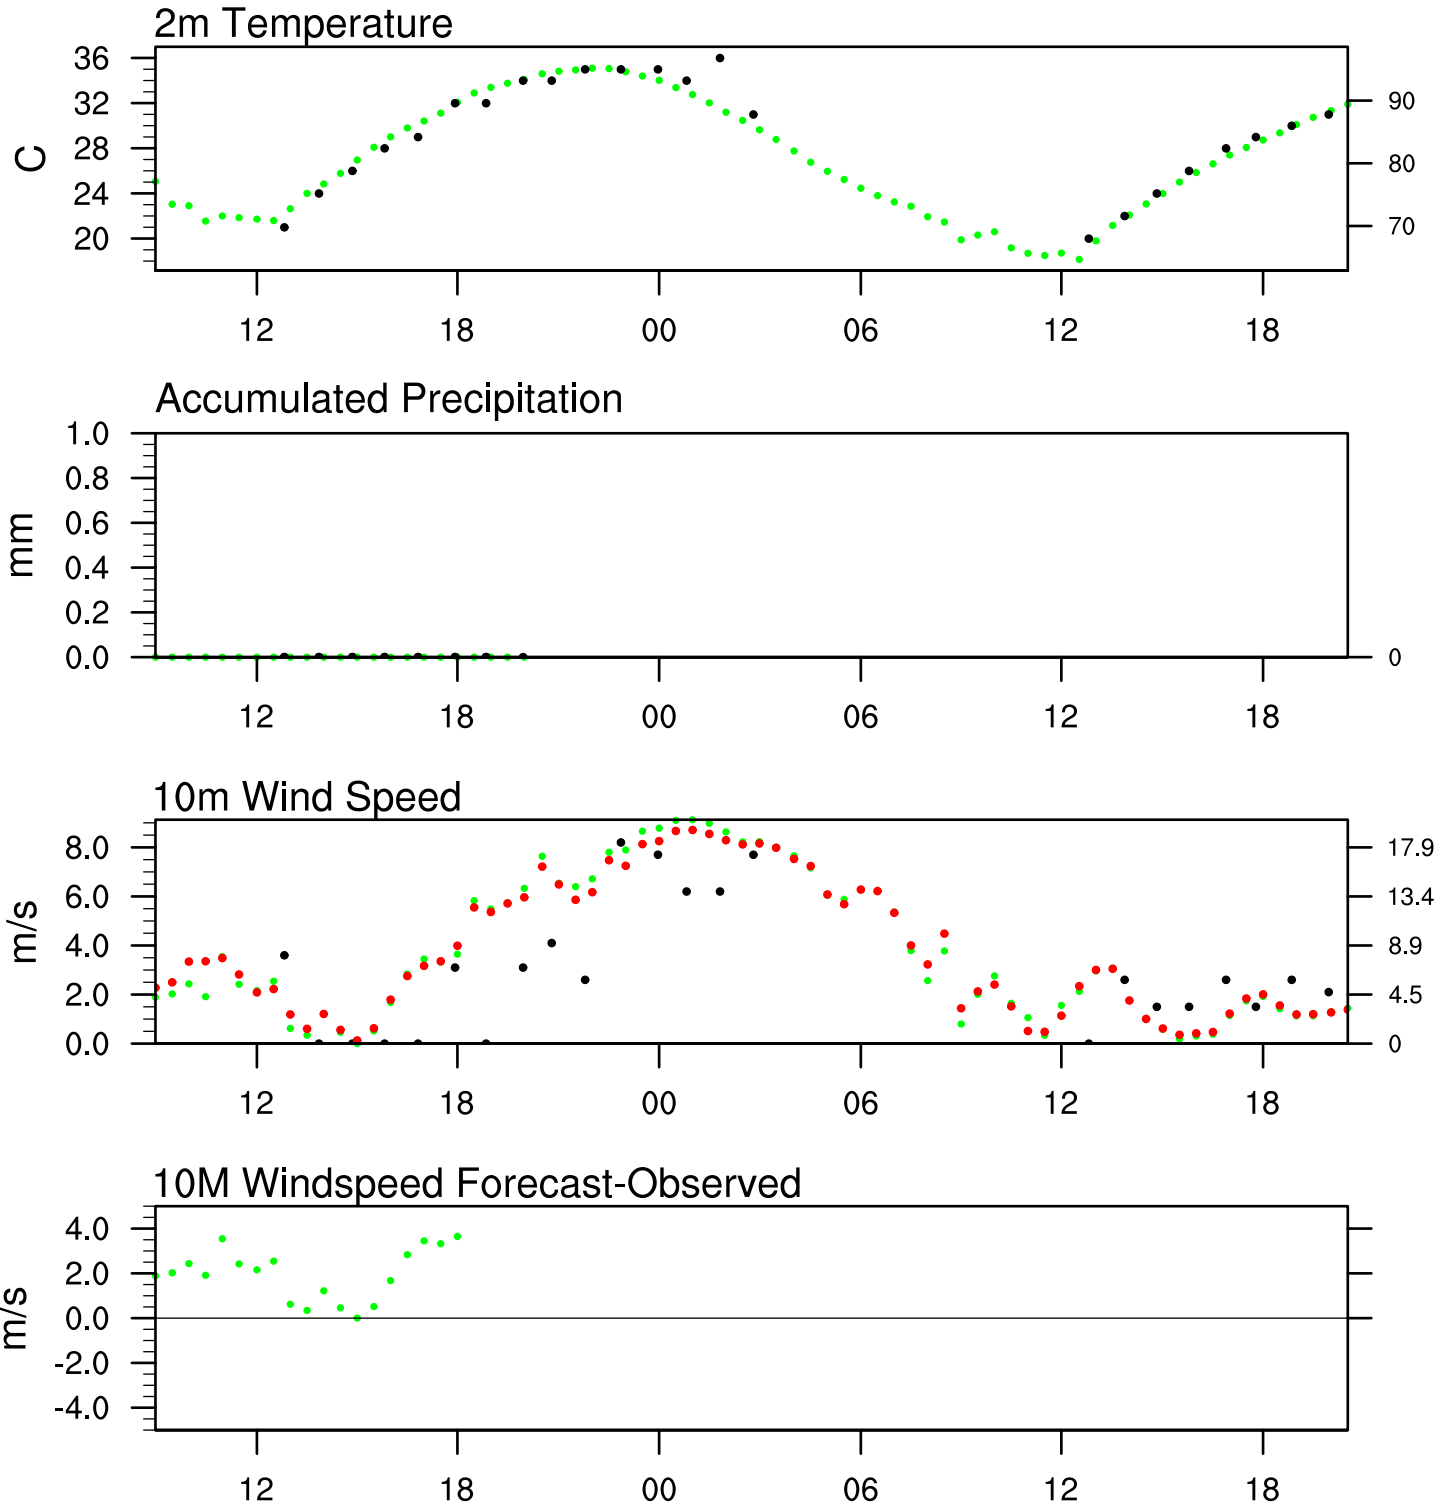 2m Temperature
36
32
28
24
20
C
90
80
70
12 18 00 06 12 18
Accumulated Precipitation
1.0
0.8
0.6
0.4
0.2
0.0
mm
0
12 18 00 06 12 18
10m Wind Speed
8.0
6.0
4.0
2.0
0.0
m/s
17.9
13.4
8.9
4.5
0
12 18 00 06 12 18
10M Windspeed Forecast-Observed
4.0
2.0
0.0
-2.0
-4.0
m/s
12 18 00 06 12 18